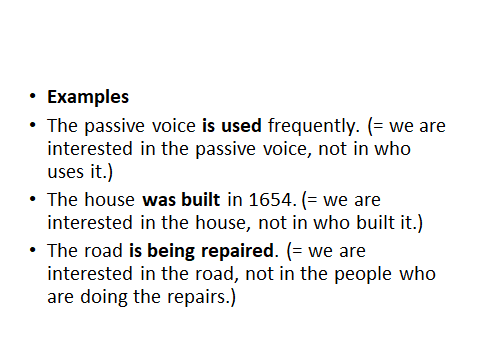 • Examples
• The passive voice is used frequently. (= we are
interested in the passive voice, not in who
uses it.)
• The house was built in 1654. (= we are
interested in the house, not in who built it.)
• The road is being repaired. (= we are
interested in the road, not in the people who
are doing the repairs.)